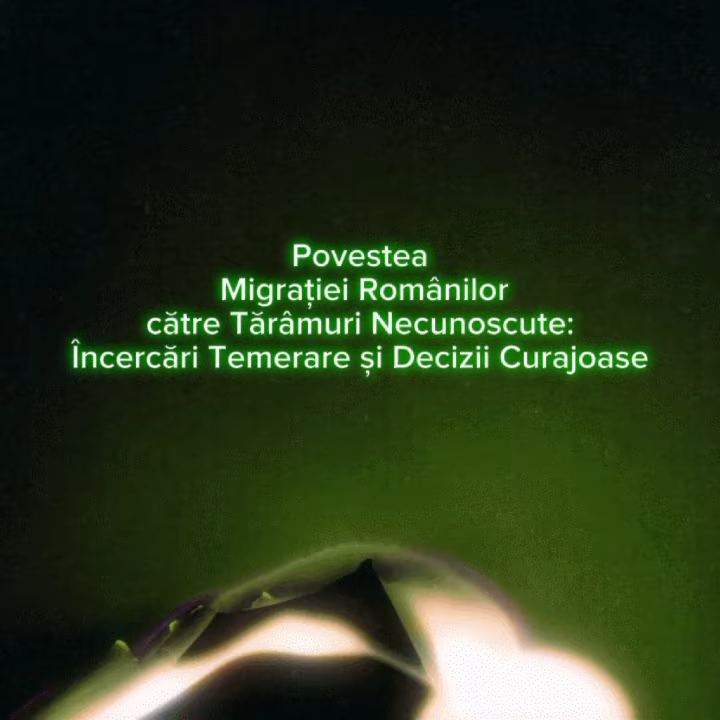 Povestea
Migrației Românilor
către Tărâmuri Necunoscute:
Încercări Temerare și Decizii Curajoase